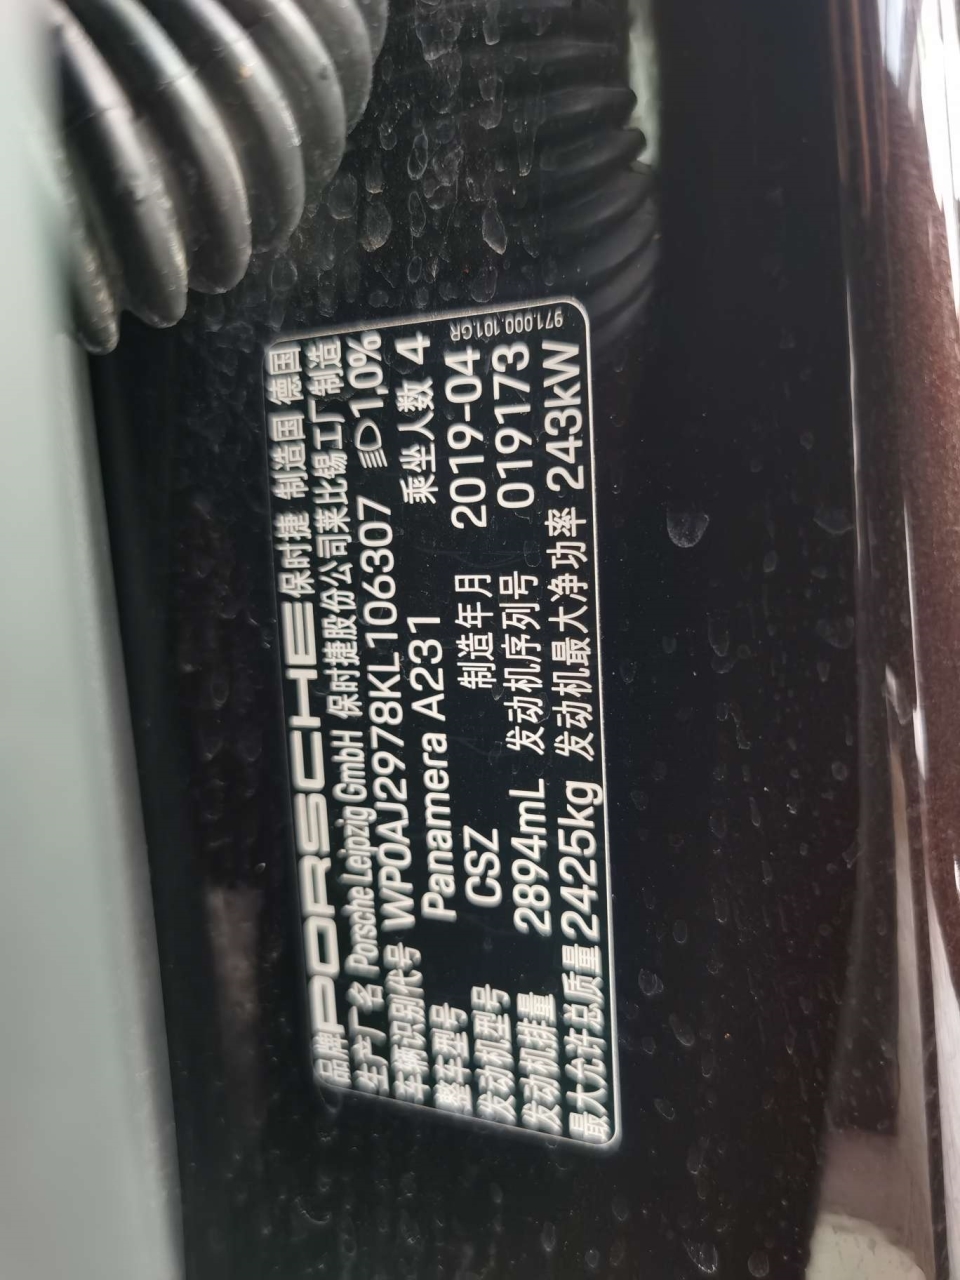 品牌 PORSCHE 保时捷 制造国 德国
生产厂名 Porsche Leipzig GmbH 保时捷股份公司莱比锡工厂制造
车辆识别代号 WP0AJ2978KL106307 1,0%
整车型号 Panamera A231 乘坐人数 4
发动机型号 CSZ 制造年月 2019-04
发动机排量 2894mL 发动机序列号 019173
最大允许总质量 2425kg 发动机最大净功率 243kW
971.000.101.GR